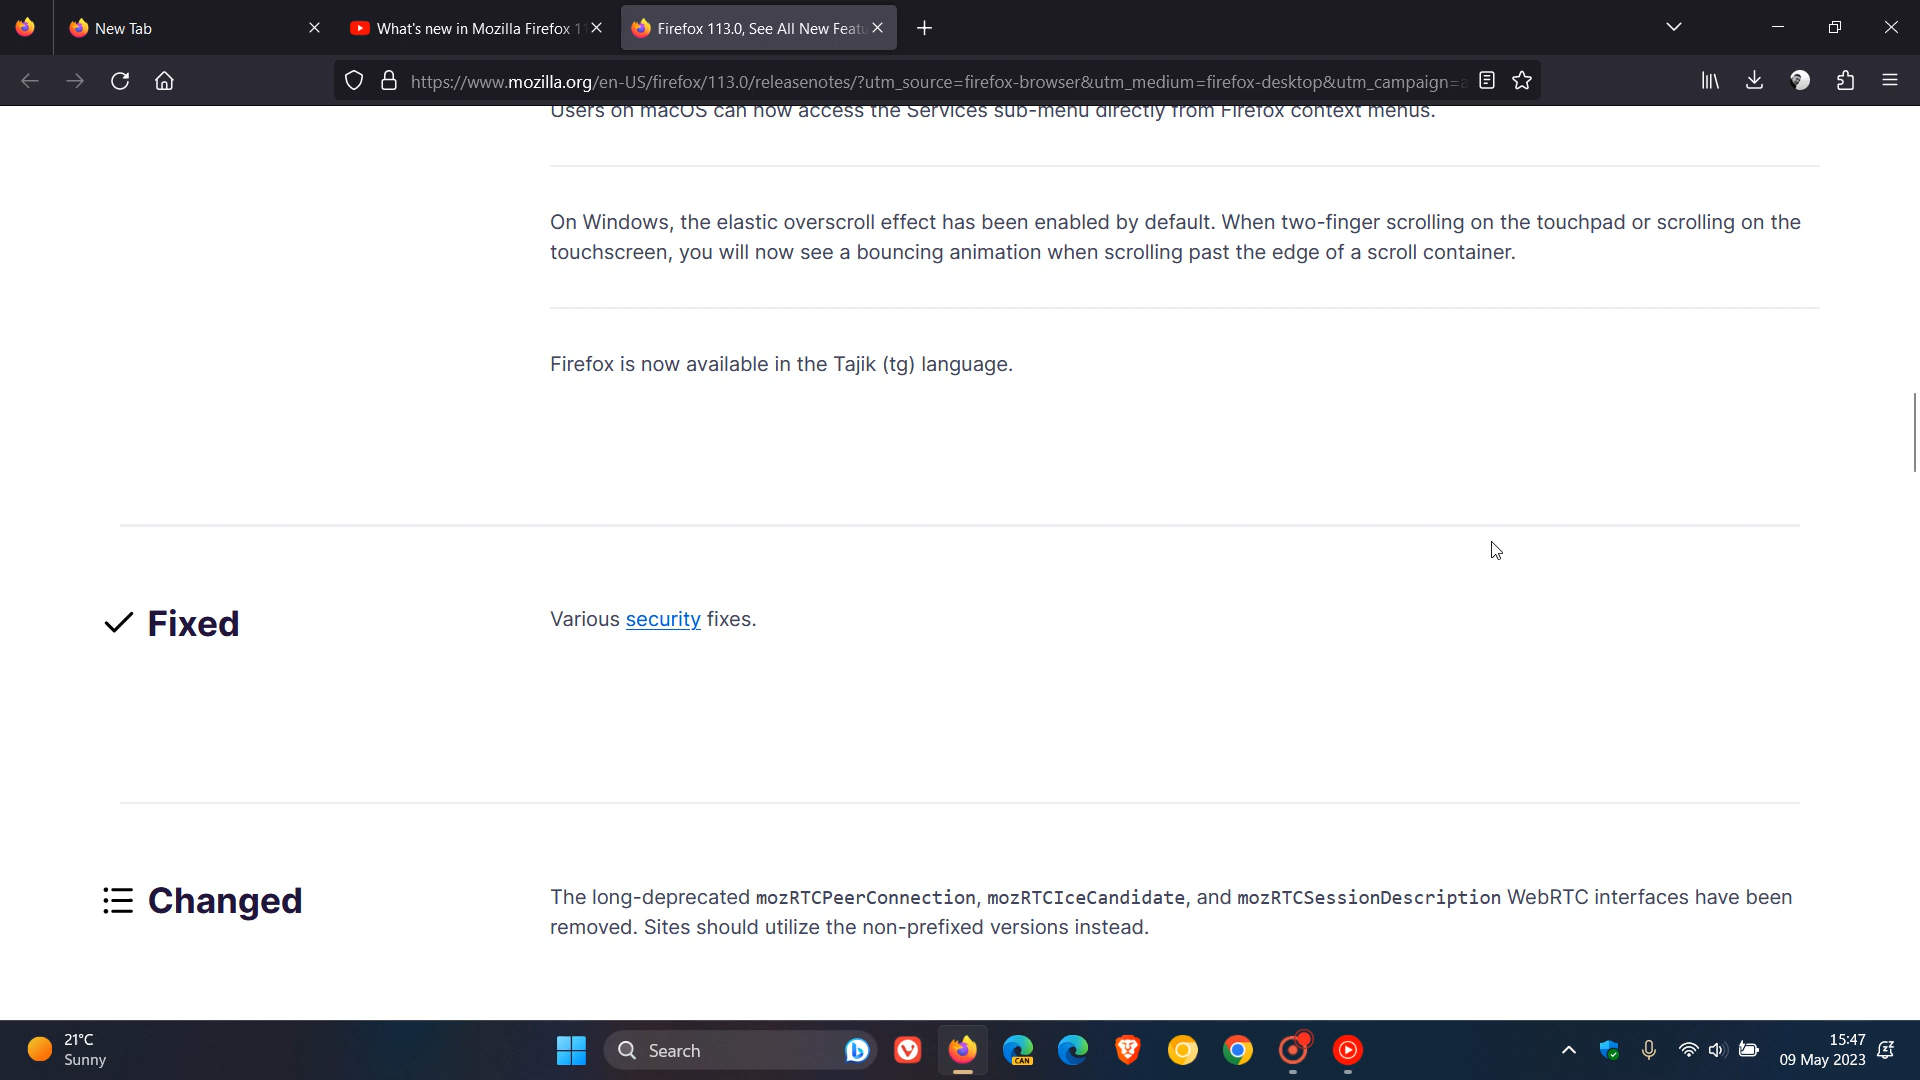 New Tab
What's new in Mozilla Firefox 11
Firefox 113.0, See All New Featu
https://www.mozilla.org/en-US/firefox/113.0/releasenotes/?utm_source=firefox-browser&utm_medium=firefox-desktop&utm_campaign=a
Users on macOS can now access the Services sub-menu directly from Firefox context menus.
On Windows, the elastic overscroll effect has been enabled by default. When two-finger scrolling on the touchpad or scrolling on the
touchscreen, you will now see a bouncing animation when scrolling past the edge of a scroll container.
Firefox is now available in the Tajik (tg) language.
Fixed
Various security fixes.
Changed
The long-deprecated mozRTCPeerConnection, mozRTCIceCandidate, and mozRTCSessionDescription WebRTC interfaces have been
removed. Sites should utilize the non-prefixed versions instead.
21°C
Sunny
Search
CAN
15:47
09 May 2023